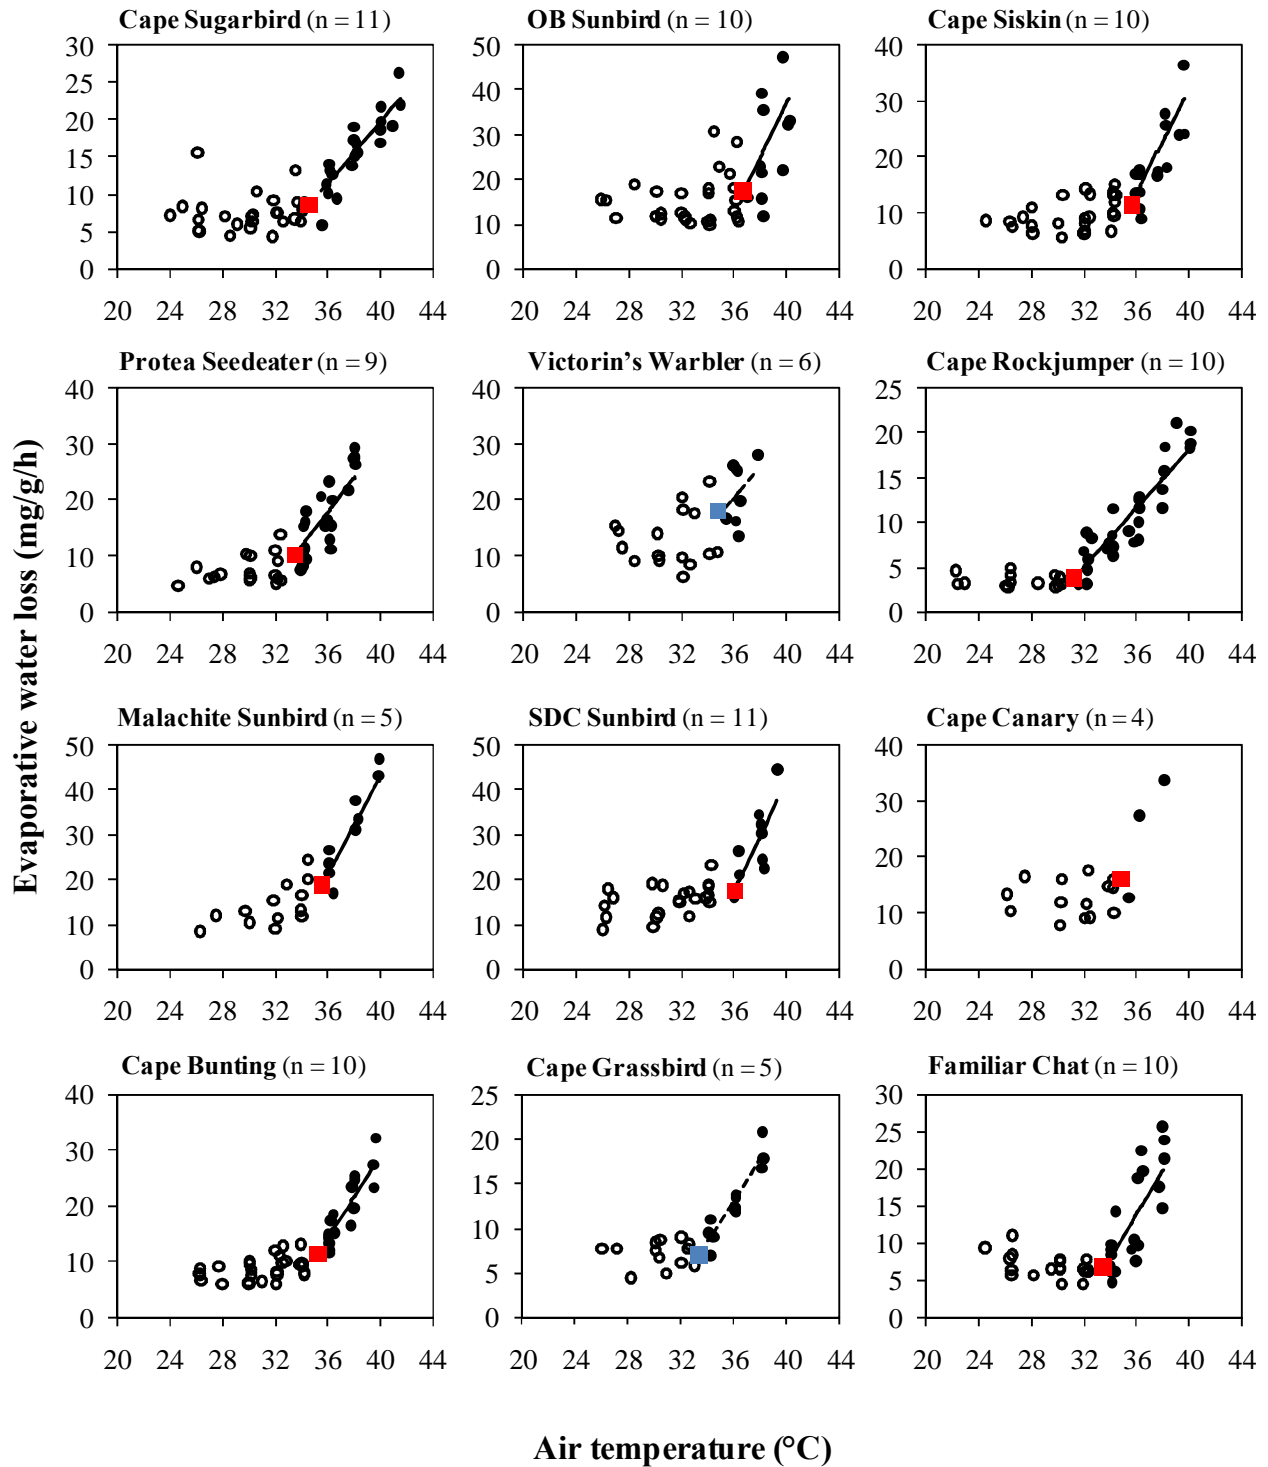 Cape Sugarbird (n = 11)
OB Sunbird (n = 10)
Cape Siskin (n = 10)
30
25
20
15
10
5
0
20 24 28 32 36 40 44
50
40
30
20
10
0
20 24 28 32 36 40 44
40
30
20
10
0
20 24 28 32 36 40 44
Protea Seedeater (n = 9)
Victorin's Warbler (n = 6)
Cape Rockjumper (n = 10)
40
30
20
10
0
20 24 28 32 36 40 44
40
30
20
10
0
20 24 28 32 36 40 44
25
20
15
10
5
0
20 24 28 32 36 40 44
Evaporative water loss (mg/g/h)
Malachite Sunbird (n = 5)
SDC Sunbird (n = 11)
Cape Canary (n = 4)
50
40
30
20
10
0
20 24 28 32 36 40 44
50
40
30
20
10
0
20 24 28 32 36 40 44
40
30
20
10
0
20 24 28 32 36 40 44
Cape Bunting (n = 10)
Cape Grassbird (n = 5)
Familiar Chat (n = 10)
40
30
20
10
0
20 24 28 32 36 40 44
25
20
15
10
5
0
20 24 28 32 36 40 44
30
25
20
15
10
5
0
20 24 28 32 36 40 44
Air temperature (°C)